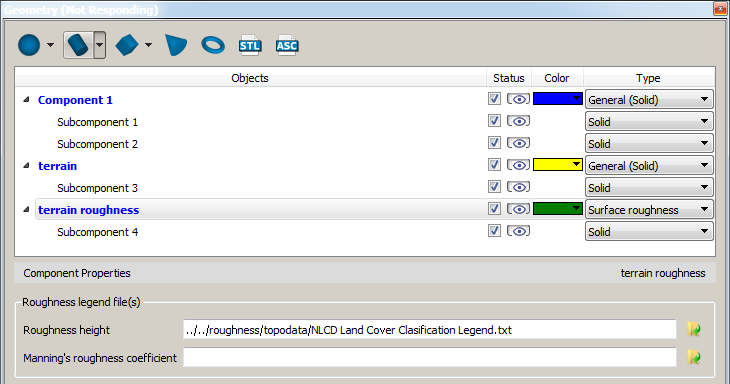 Geometry (Not Responding)
STL ASC
Objects Status Color Type
Component 1 General (Solid)
Subcomponent 1 Solid
Subcomponent 2 Solid
terrain General (Solid)
Subcomponent 3 Solid
terrain roughness Surface roughness
Subcomponent 4 Solid
Component Properties terrain roughness
Roughness legend file(s)
Roughness height ../../roughness/topodata/NLCD Land Cover Clasification Legend.txt
Manning's roughness coefficient